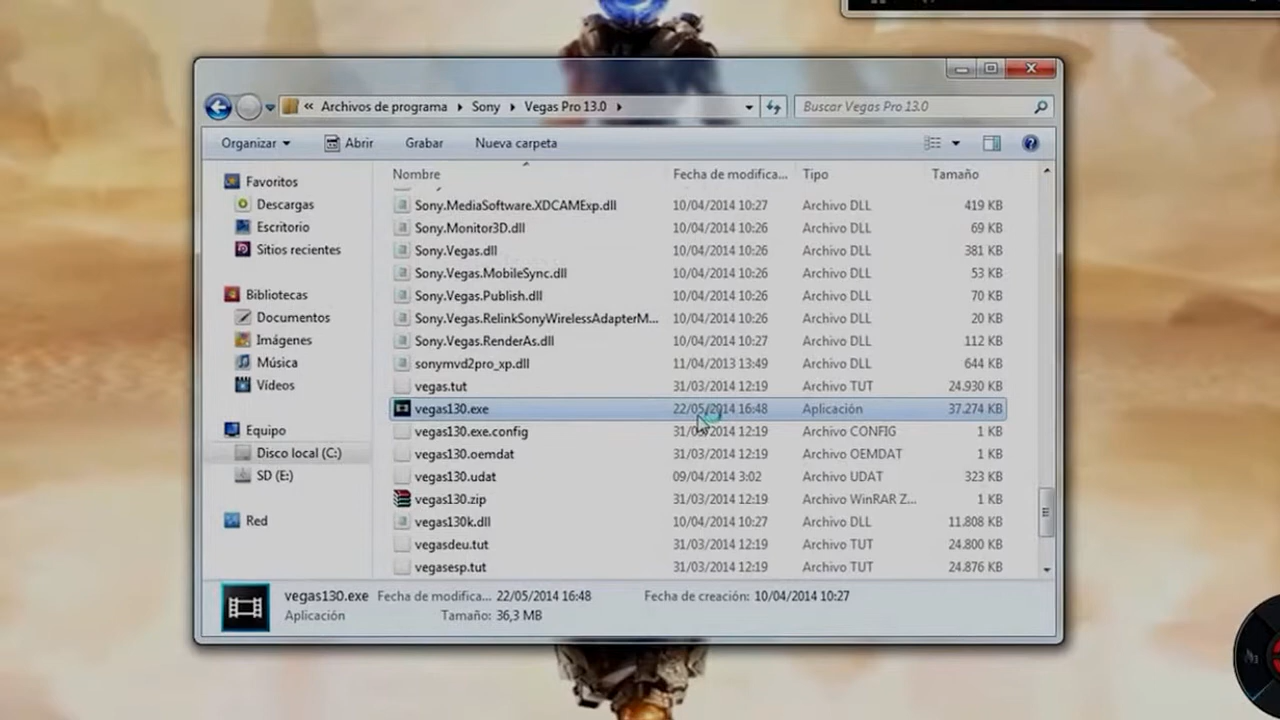 « Archivos de programa Sony Vegas Pro 13.0
Buscar Vegas Pro 13.0
Organizar Abrir Grabar Nueva carpeta
Nombre Fecha de modifica... Tipo Tamaño
Sony.MediaSoftware.XDCAMExp.dll 10/04/2014 10:27 Archivo DLL 419 KB
Sony.Monitor3D.dll 10/04/2014 10:26 Archivo DLL 69 KB
Sony.Vegas.dll 10/04/2014 10:26 Archivo DLL 381 KB
Sony.Vegas.MobileSync.dll 10/04/2014 10:26 Archivo DLL 53 KB
Sony.Vegas.Publish.dll 10/04/2014 10:26 Archivo DLL 70 KB
Sony.Vegas.RelinkSonyWirelessAdapterM... 10/04/2014 10:26 Archivo DLL 20 KB
Sony.Vegas.RenderAs.dll 10/04/2014 10:27 Archivo DLL 112 KB
sonymvd2pro_xp.dll 11/04/2013 13:49 Archivo DLL 644 KB
vegas.tut 31/03/2014 12:19 Archivo TUT 24.930 KB
vegas130.exe 22/05/2014 16:48 Aplicación 37.274 KB
vegas130.exe.config 31/03/2014 12:19 Archivo CONFIG 1 KB
vegas130.oemdat 31/03/2014 12:19 Archivo OEMDAT 1 KB
vegas130.udat 09/04/2014 3:02 Archivo UDAT 323 KB
vegas130.zip 31/03/2014 12:19 Archivo WinRAR Z... 1 KB
vegas130k.dll 10/04/2014 10:27 Archivo DLL 11.808 KB
vegasdeu.tut 31/03/2014 12:19 Archivo TUT 24.800 KB
vegasesp.tut 31/03/2014 12:19 Archivo TUT 24.876 KB
Favoritos
Descargas
Escritorio
Sitios recientes
Bibliotecas
Documentos
Imágenes
Música
Vídeos
Equipo
Disco local (C:)
SD (E:)
Red
vegas130.exe Fecha de modifica... 22/05/2014 16:48 Fecha de creación: 10/04/2014 10:27
Aplicación Tamaño: 36,3 MB